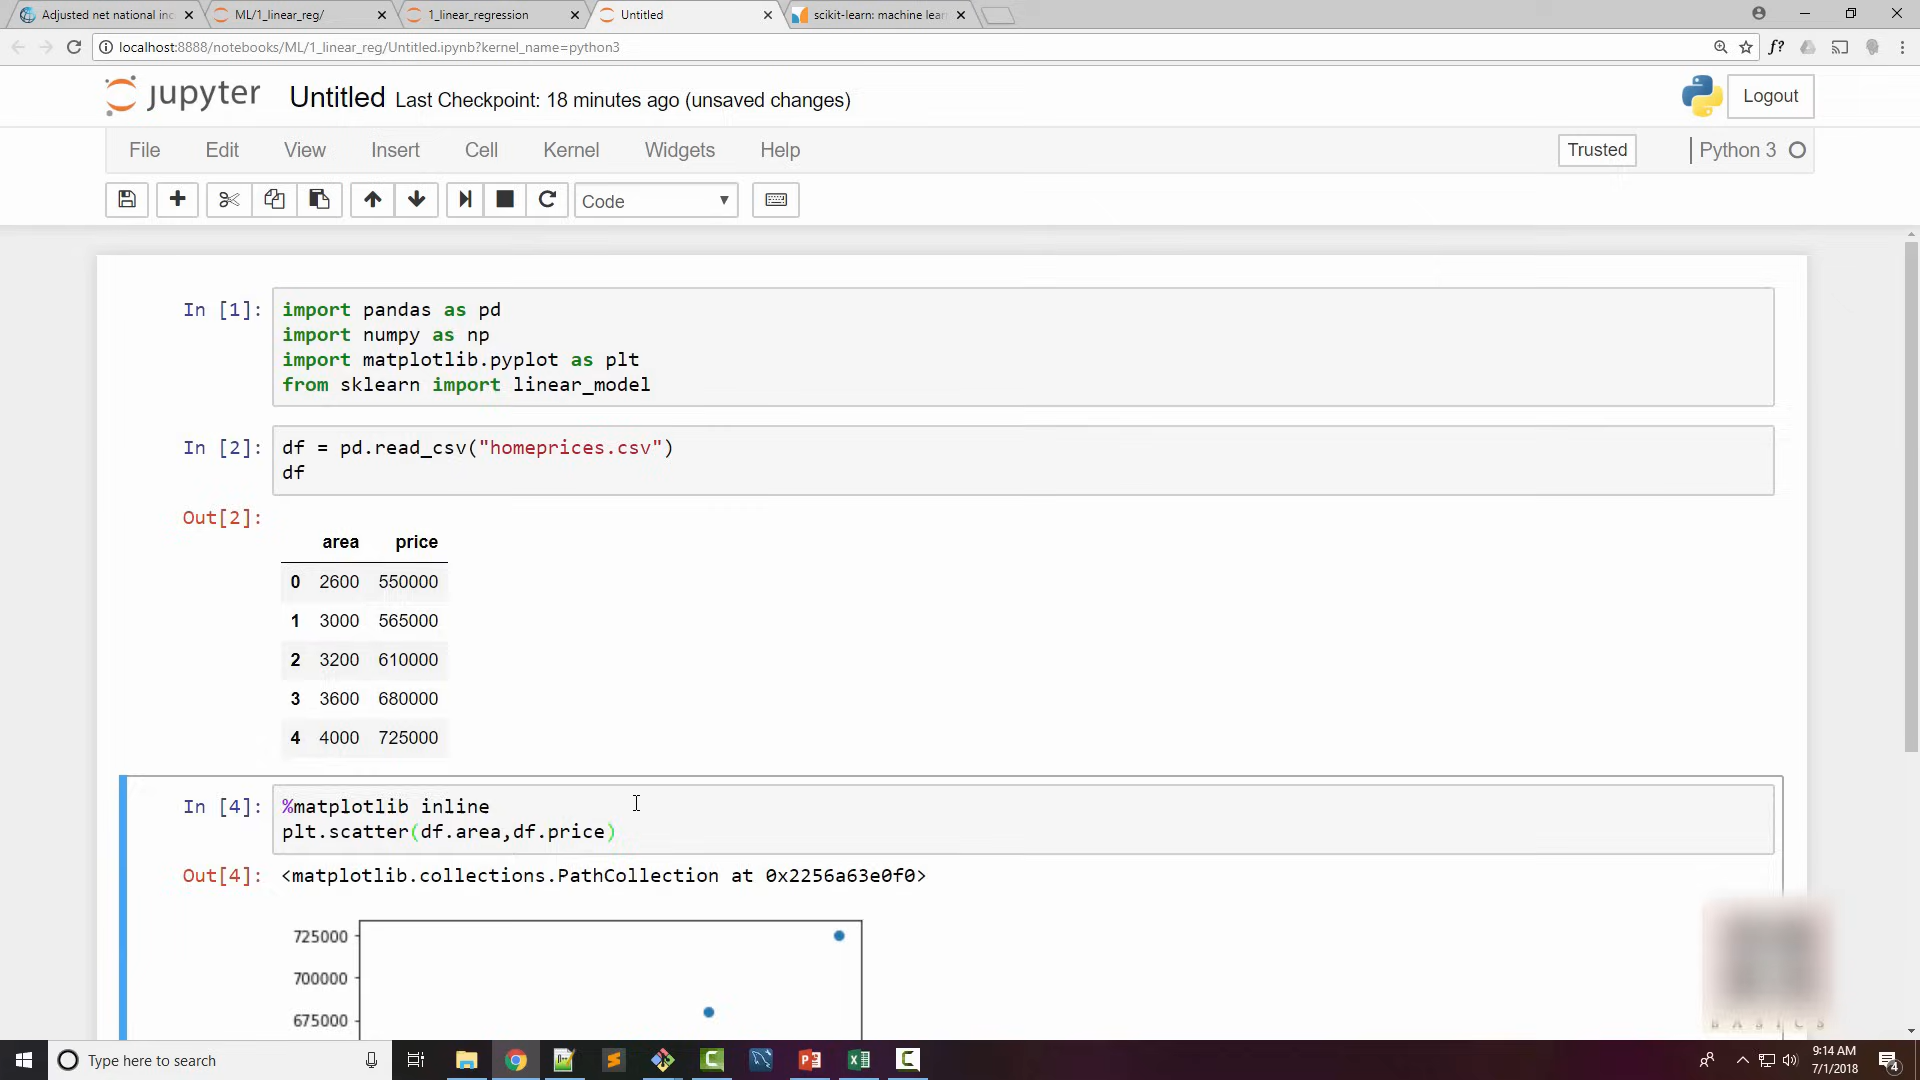 Adjusted net national inc
ML/1_linear_reg/
1_linear_regression
Untitled
scikit-learn: machine lear
localhost:8888/notebooks/ML/1_linear_reg/Untitled.ipynb?kernel_name=python3
f?
jupyter Untitled Last Checkpoint: 18 minutes ago (unsaved changes)
Logout
File Edit View Insert Cell Kernel Widgets Help
Trusted
Python 3
Code
In [1]:
import pandas as pd
import numpy as np
import matplotlib.pyplot as plt
from sklearn import linear_model
In [2]:
df = pd.read_csv("homeprices.csv")
df
Out[2]:
area price
0 2600 550000
1 3000 565000
2 3200 610000
3 3600 680000
4 4000 725000
In [4]:
%matplotlib inline
plt.scatter(df.area,df.price)
Out[4]:
<matplotlib.collections.PathCollection at 0x2256a63e0f0>
725000
700000
675000
BASICS
Type here to search
9:14 AM
7/1/2018
4